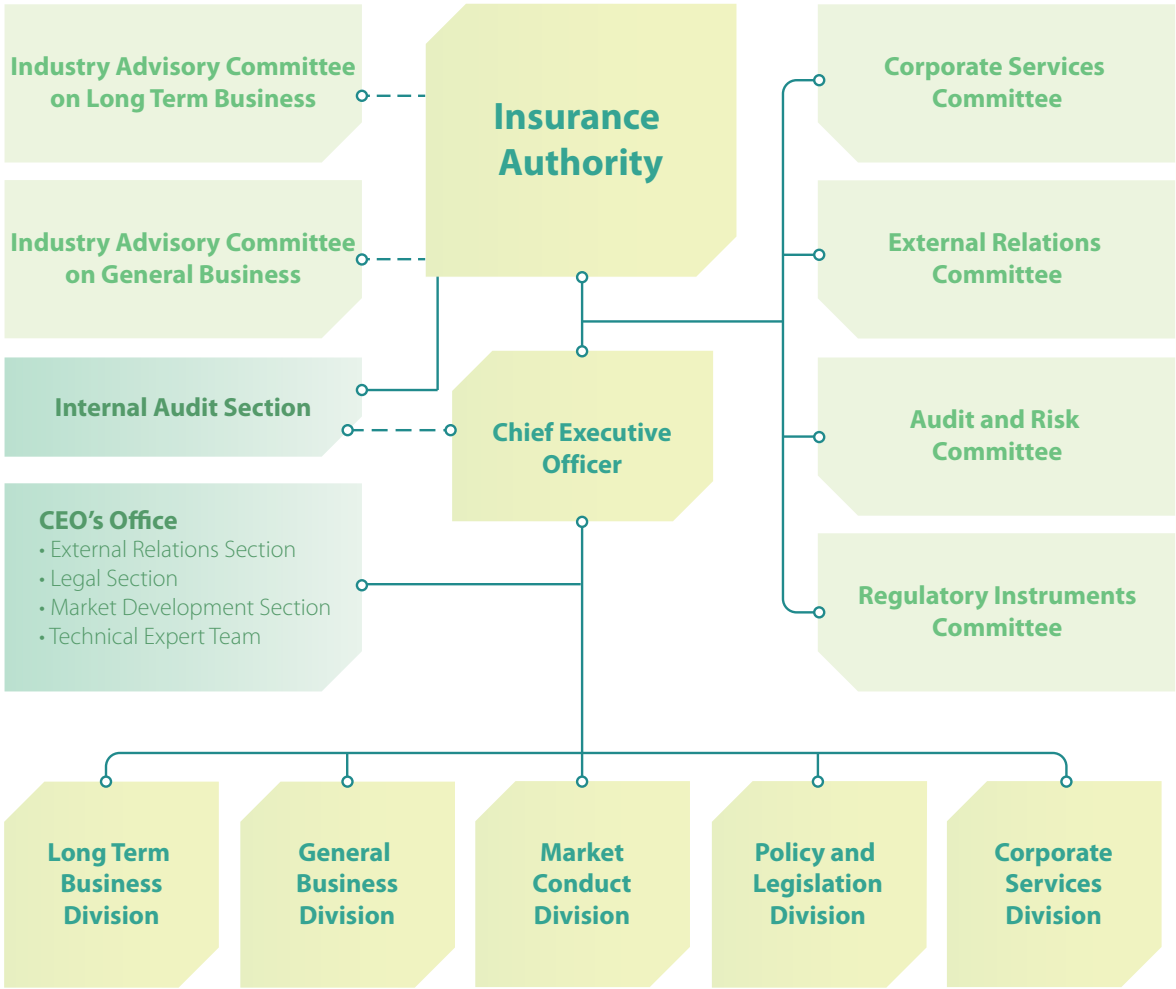 Industry Advisory Committee
on Long Term Business
Insurance
Authority
Corporate Services
Committee
Industry Advisory Committee
on General Business
External Relations
Committee
Internal Audit Section
Chief Executive
Officer
Audit and Risk
Committee
CEO’s Office
• External Relations Section
• Legal Section
• Market Development Section
• Technical Expert Team
Regulatory Instruments
Committee
Long Term
Business
Division
General
Business
Division
Market
Conduct
Division
Policy and
Legislation
Division
Corporate
Services
Division